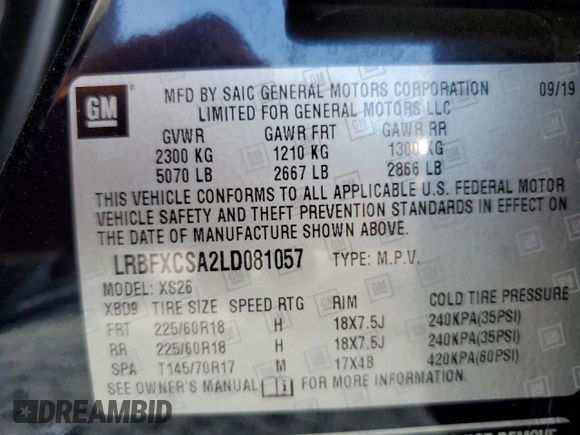 GM
MFD BY SAIC GENERAL MOTORS CORPORATION 09/19
LIMITED FOR GENERAL MOTORS LLC
GVWR GAWR FRT GAWR RR
2300 KG 1210 KG 1300 KG
5070 LB 2667 LB 2866 LB
THIS VEHICLE CONFORMS TO ALL APPLICABLE U.S. FEDERAL MOTOR
VEHICLE SAFETY AND THEFT PREVENTION STANDARDS IN EFFECT ON
THE DATE OF MANUFACTURE SHOWN ABOVE.
LRBFXCSA2LD081057 TYPE: M.P.V.
MODEL: XS26
XBD9 TIRE SIZE SPEED RTG RIM COLD TIRE PRESSURE
FRT 225/60R18 H 18X7.5J 240KPA(35PSI)
RR 225/60R18 H 18X7.5J 240KPA(35PSI)
SPA T145/70R17 M 17X4B 420KPA(60PSI)
SEE OWNER'S MANUAL FOR MORE INFORMATION.
DREAMBID
NOT REMOVE